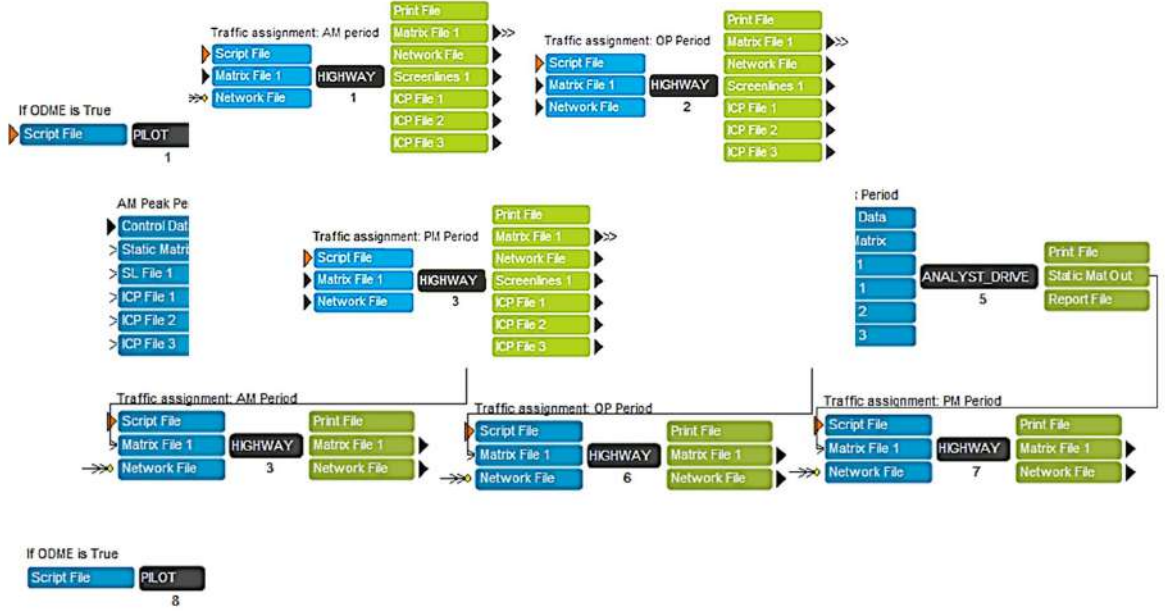 If ODME is True
Script File
PILOT
1
Traffic assignment: AM period
Script File
Matrix File 1
Network File
HIGHWAY
1
Print File
Matrix File 1
Network File
Screenlines 1
ICP File 1
ICP File 2
ICP File 3
Traffic assignment: OP Period
Script File
Matrix File 1
Network File
HIGHWAY
2
Print File
Matrix File 1
Network File
Screenlines 1
ICP File 1
ICP File 2
ICP File 3
AM Peak Pe
Control Dat
Static Matri
SL File 1
ICP File 1
ICP File 2
ICP File 3
Traffic assignment: PM Period
Script File
Matrix File 1
Network File
HIGHWAY
3
Print File
Matrix File 1
Network File
Screenlines 1
ICP File 1
ICP File 2
ICP File 3
Period
Data
Matrix
1
1
2
3
ANALYST_DRIVE
5
Print File
Static Mat Out
Report File
Traffic assignment: AM Period
Script File
Matrix File 1
Network File
HIGHWAY
3
Print File
Matrix File 1
Network File
Traffic assignment: OP Period
Script File
Matrix File 1
Network File
HIGHWAY
6
Print File
Matrix File 1
Network File
Traffic assignment: PM Period
Script File
Matrix File 1
Network File
HIGHWAY
7
Print File
Matrix File 1
Network File
If ODME is True
Script File
PILOT
8